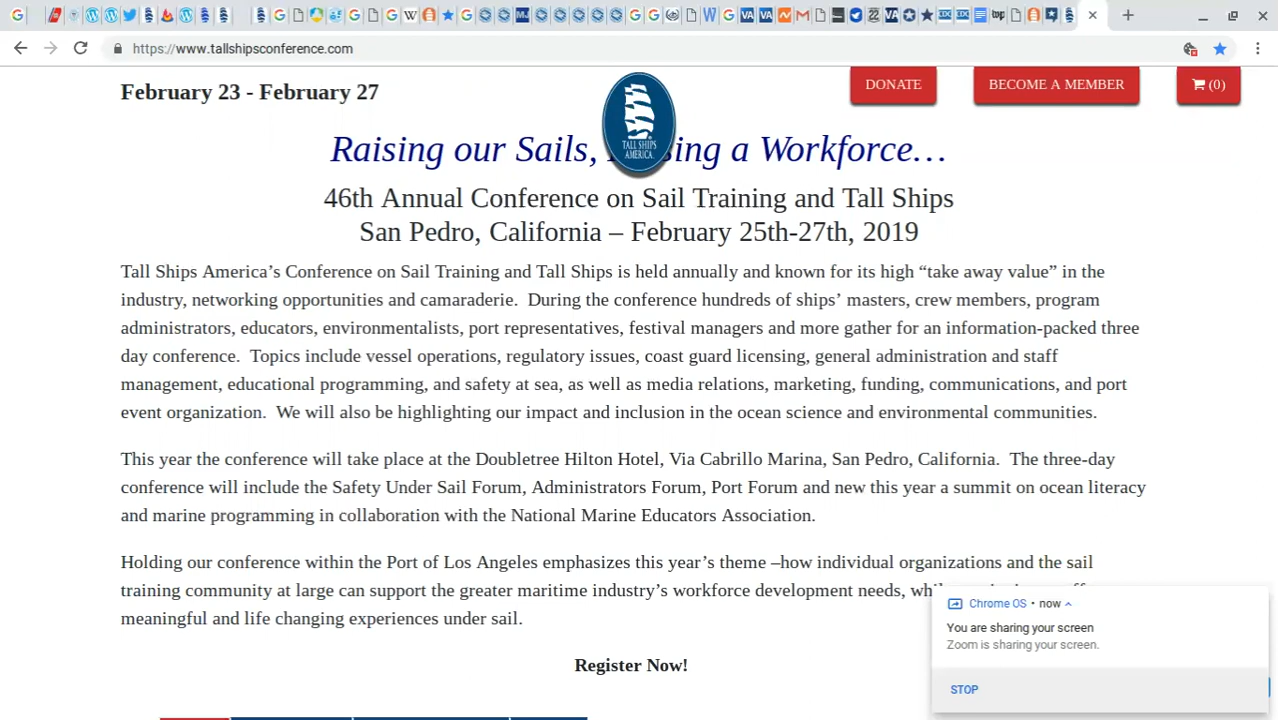 https://www.tallshipsconference.com
February 23 - February 27
DONATE
BECOME A MEMBER
(0)
TALL SHIPS
AMERICA
Raising our Sails, sing a Workforce…
46th Annual Conference on Sail Training and Tall Ships
San Pedro, California – February 25th-27th, 2019
Tall Ships America’s Conference on Sail Training and Tall Ships is held annually and known for its high “take away value” in the
industry, networking opportunities and camaraderie. During the conference hundreds of ships’ masters, crew members, program
administrators, educators, environmentalists, port representatives, festival managers and more gather for an information-packed three
day conference. Topics include vessel operations, regulatory issues, coast guard licensing, general administration and staff
management, educational programming, and safety at sea, as well as media relations, marketing, funding, communications, and port
event organization. We will also be highlighting our impact and inclusion in the ocean science and environmental communities.
This year the conference will take place at the Doubletree Hilton Hotel, Via Cabrillo Marina, San Pedro, California. The three-day
conference will include the Safety Under Sail Forum, Administrators Forum, Port Forum and new this year a summit on ocean literacy
and marine programming in collaboration with the National Marine Educators Association.
Holding our conference within the Port of Los Angeles emphasizes this year’s theme –how individual organizations and the sail
training community at large can support the greater maritime industry’s workforce development needs,
meaningful and life changing experiences under sail.
Register Now!
Chrome OS • now
You are sharing your screen
Zoom is sharing your screen.
STOP